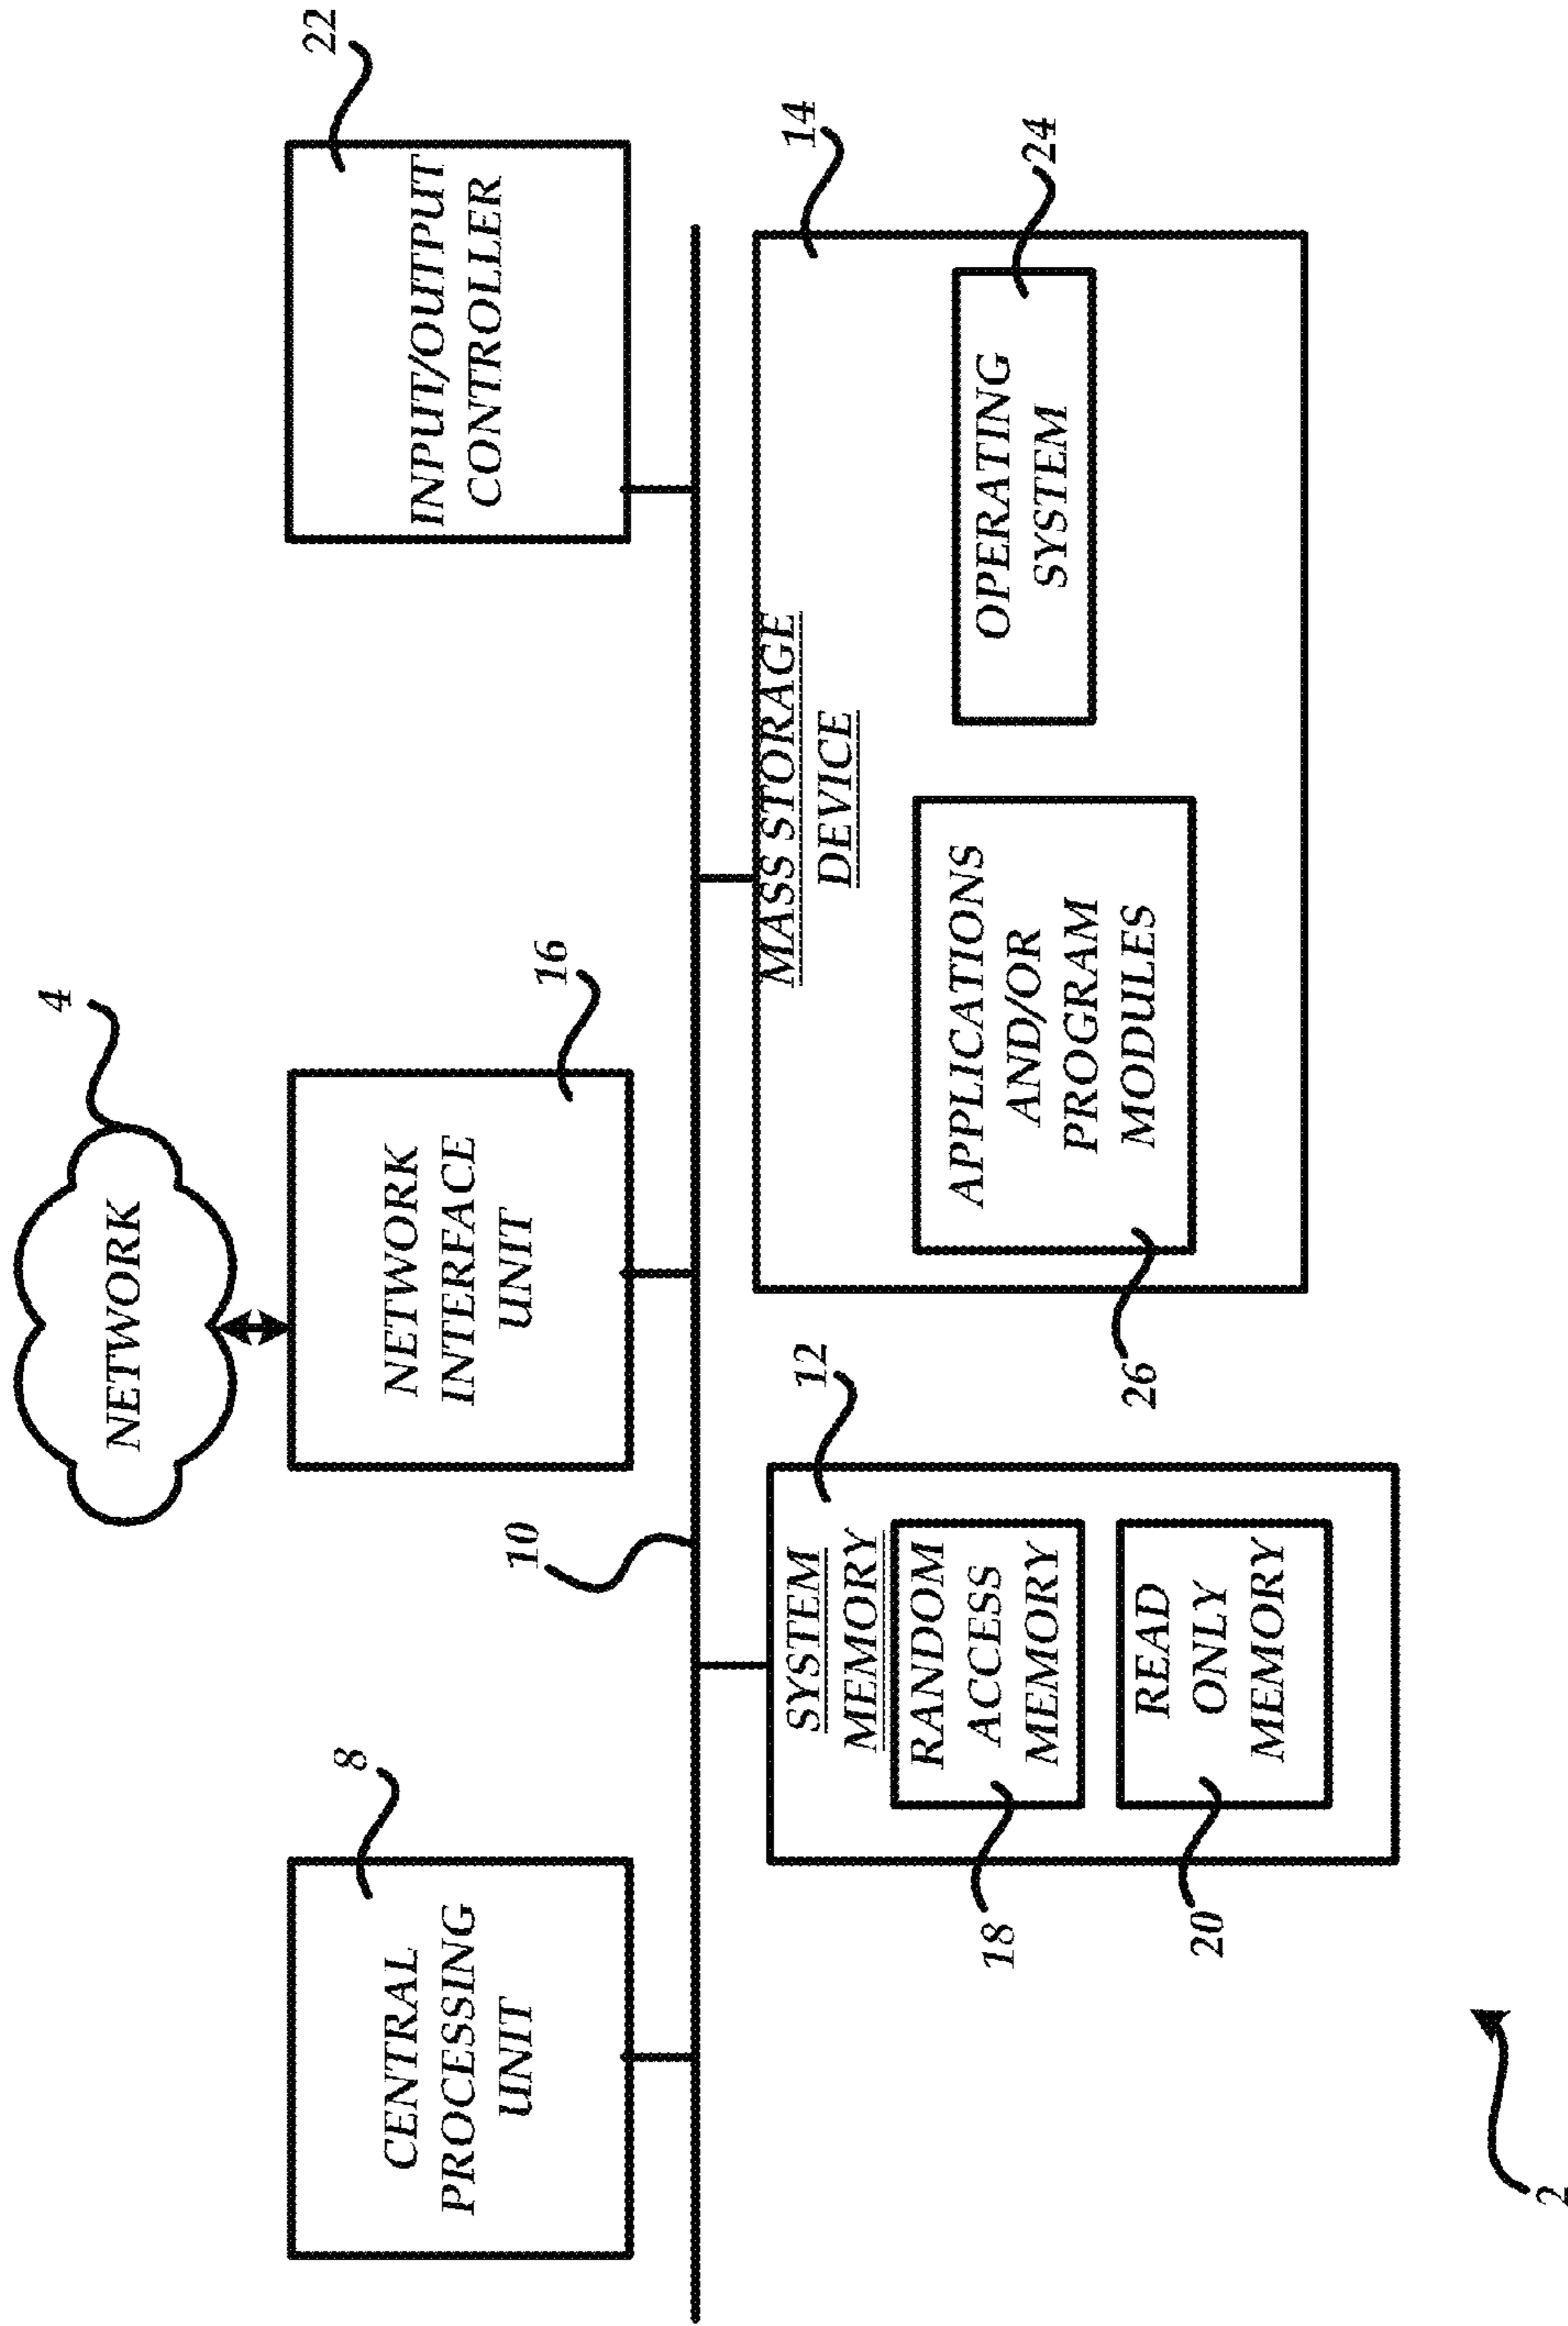 4
NETWORK
8
CENTRAL
PROCESSING
UNIT
16
NETWORK
INTERFACE
UNIT
22
INPUT/OUTPUT
CONTROLLER
10
12
SYSTEM
MEMORY
RANDOM
ACCESS
MEMORY
18
READ
ONLY
MEMORY
20
14
MASS STORAGE
DEVICE
APPLICATIONS
AND/OR
PROGRAM
MODULES
26
24
OPERATING
SYSTEM
2